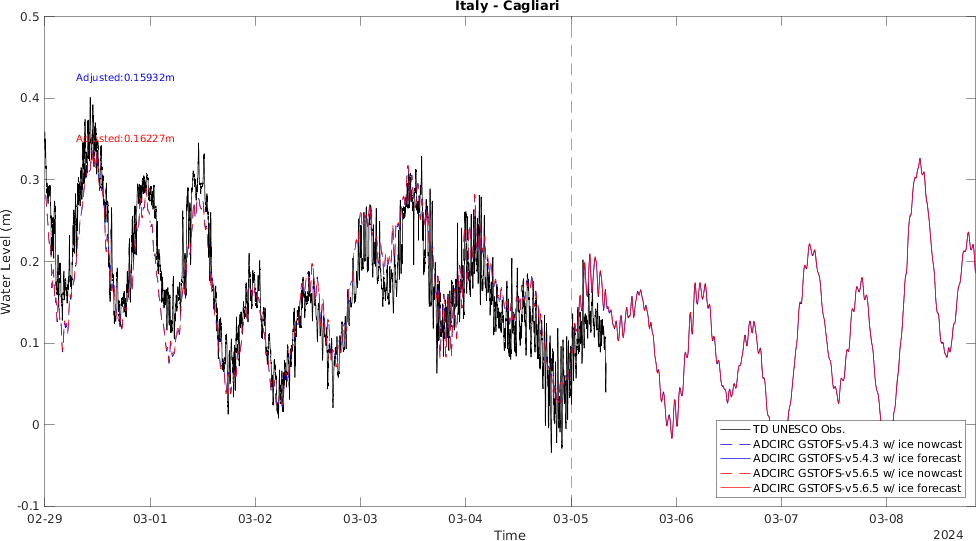 Italy - Cagliari
0.5
0.4
0.3
0.2
0.1
0
-0.1
Water Level (m)
Adjusted:0.15932m
Adjusted:0.16227m
TD UNESCO Obs.
ADCIRC GSTOFS-v5.4.3 w/ ice nowcast
ADCIRC GSTOFS-v5.4.3 w/ ice forecast
ADCIRC GSTOFS-v5.6.5 w/ ice nowcast
ADCIRC GSTOFS-v5.6.5 w/ ice forecast
02-29 03-01 03-02 03-03 03-04 03-05 03-06 03-07 03-08
Time
2024